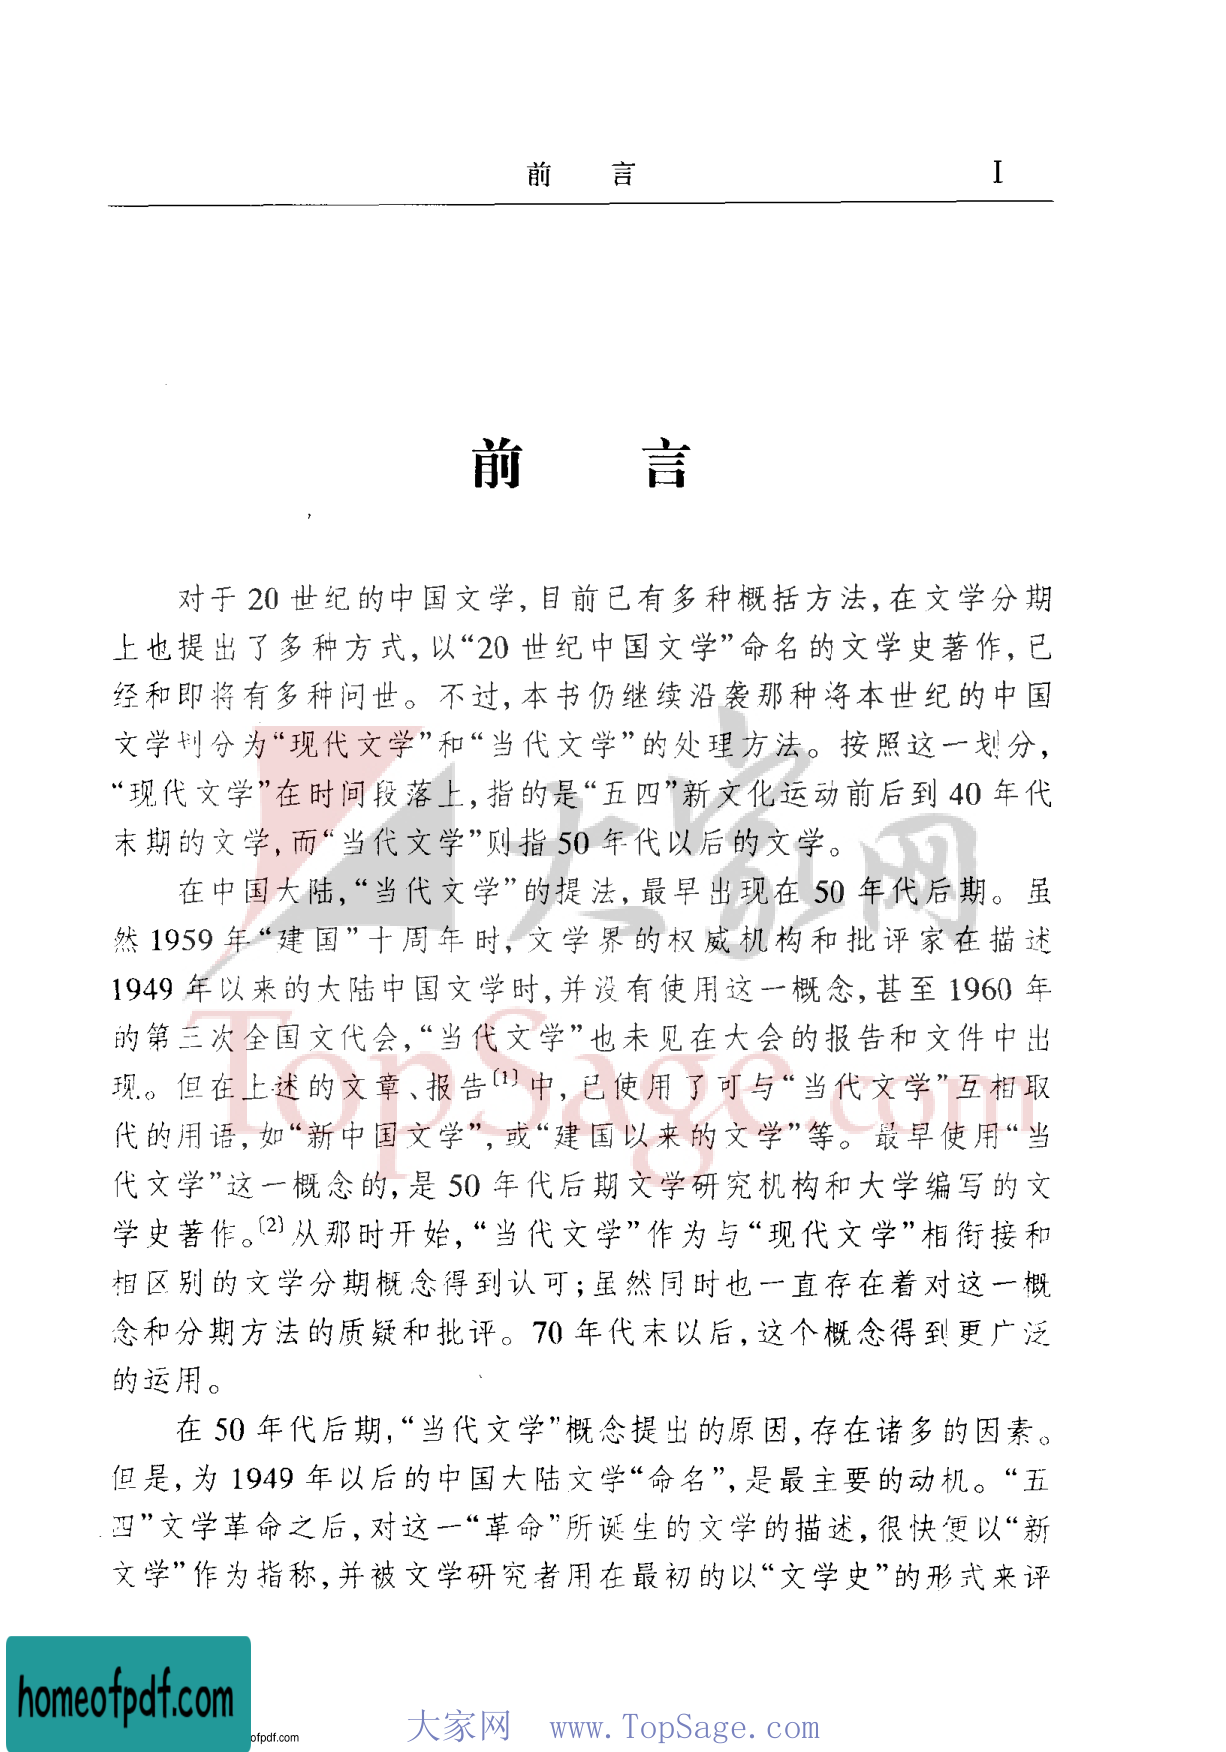 前 言 I
前 言
对于 20 世纪的中国文学,目前已有多种概括方法,在文学分期
上也提出了多种方式,以“20 世纪中国文学”命名的文学史著作,已
经和即将有多种问世。不过,本书仍继续沿袭那种将本世纪的中国
文学划分为“现代文学”和“当代文学”的处理方法。按照这一划分,
“现代文学”在时间段落上,指的是“五四”新文化运动前后到 40 年代
末期的文学,而“当代文学”则指 50 年代以后的文学。
在中国大陆,“当代文学”的提法,最早出现在 50 年代后期。虽
然 1959 年“建国”十周年时,文学界的权威机构和批评家在描述
1949 年以来的大陆中国文学时,并没有使用这一概念,甚至 1960 年
的第三次全国文代会,“当代文学”也未见在大会的报告和文件中出
现。但在上述的文章、报告〔1〕中,已使用了可与“当代文学”互相取
代的用语,如“新中国文学”,或“建国以来的文学”等。最早使用“当
代文学”这一概念的,是 50 年代后期文学研究机构和大学编写的文
学史著作。〔2〕从那时开始,“当代文学”作为与“现代文学”相衔接和
相区别的文学分期概念得到认可;虽然同时也一直存在着对这一概
念和分期方法的质疑和批评。70 年代末以后,这个概念得到更广泛
的运用。
在 50 年代后期,“当代文学”概念提出的原因,存在诸多的因素。
但是,为 1949 年以后的中国大陆文学“命名”,是最主要的动机。“五
四”文学革命之后,对这一“革命”所诞生的文学的描述,很快便以“新
文学”作为指称,并被文学研究者用在最初的以“文学史”的形式来评
大家网
TopSage.com
homeofpdf.com
ofpdf.com
大家网 www.TopSage.com